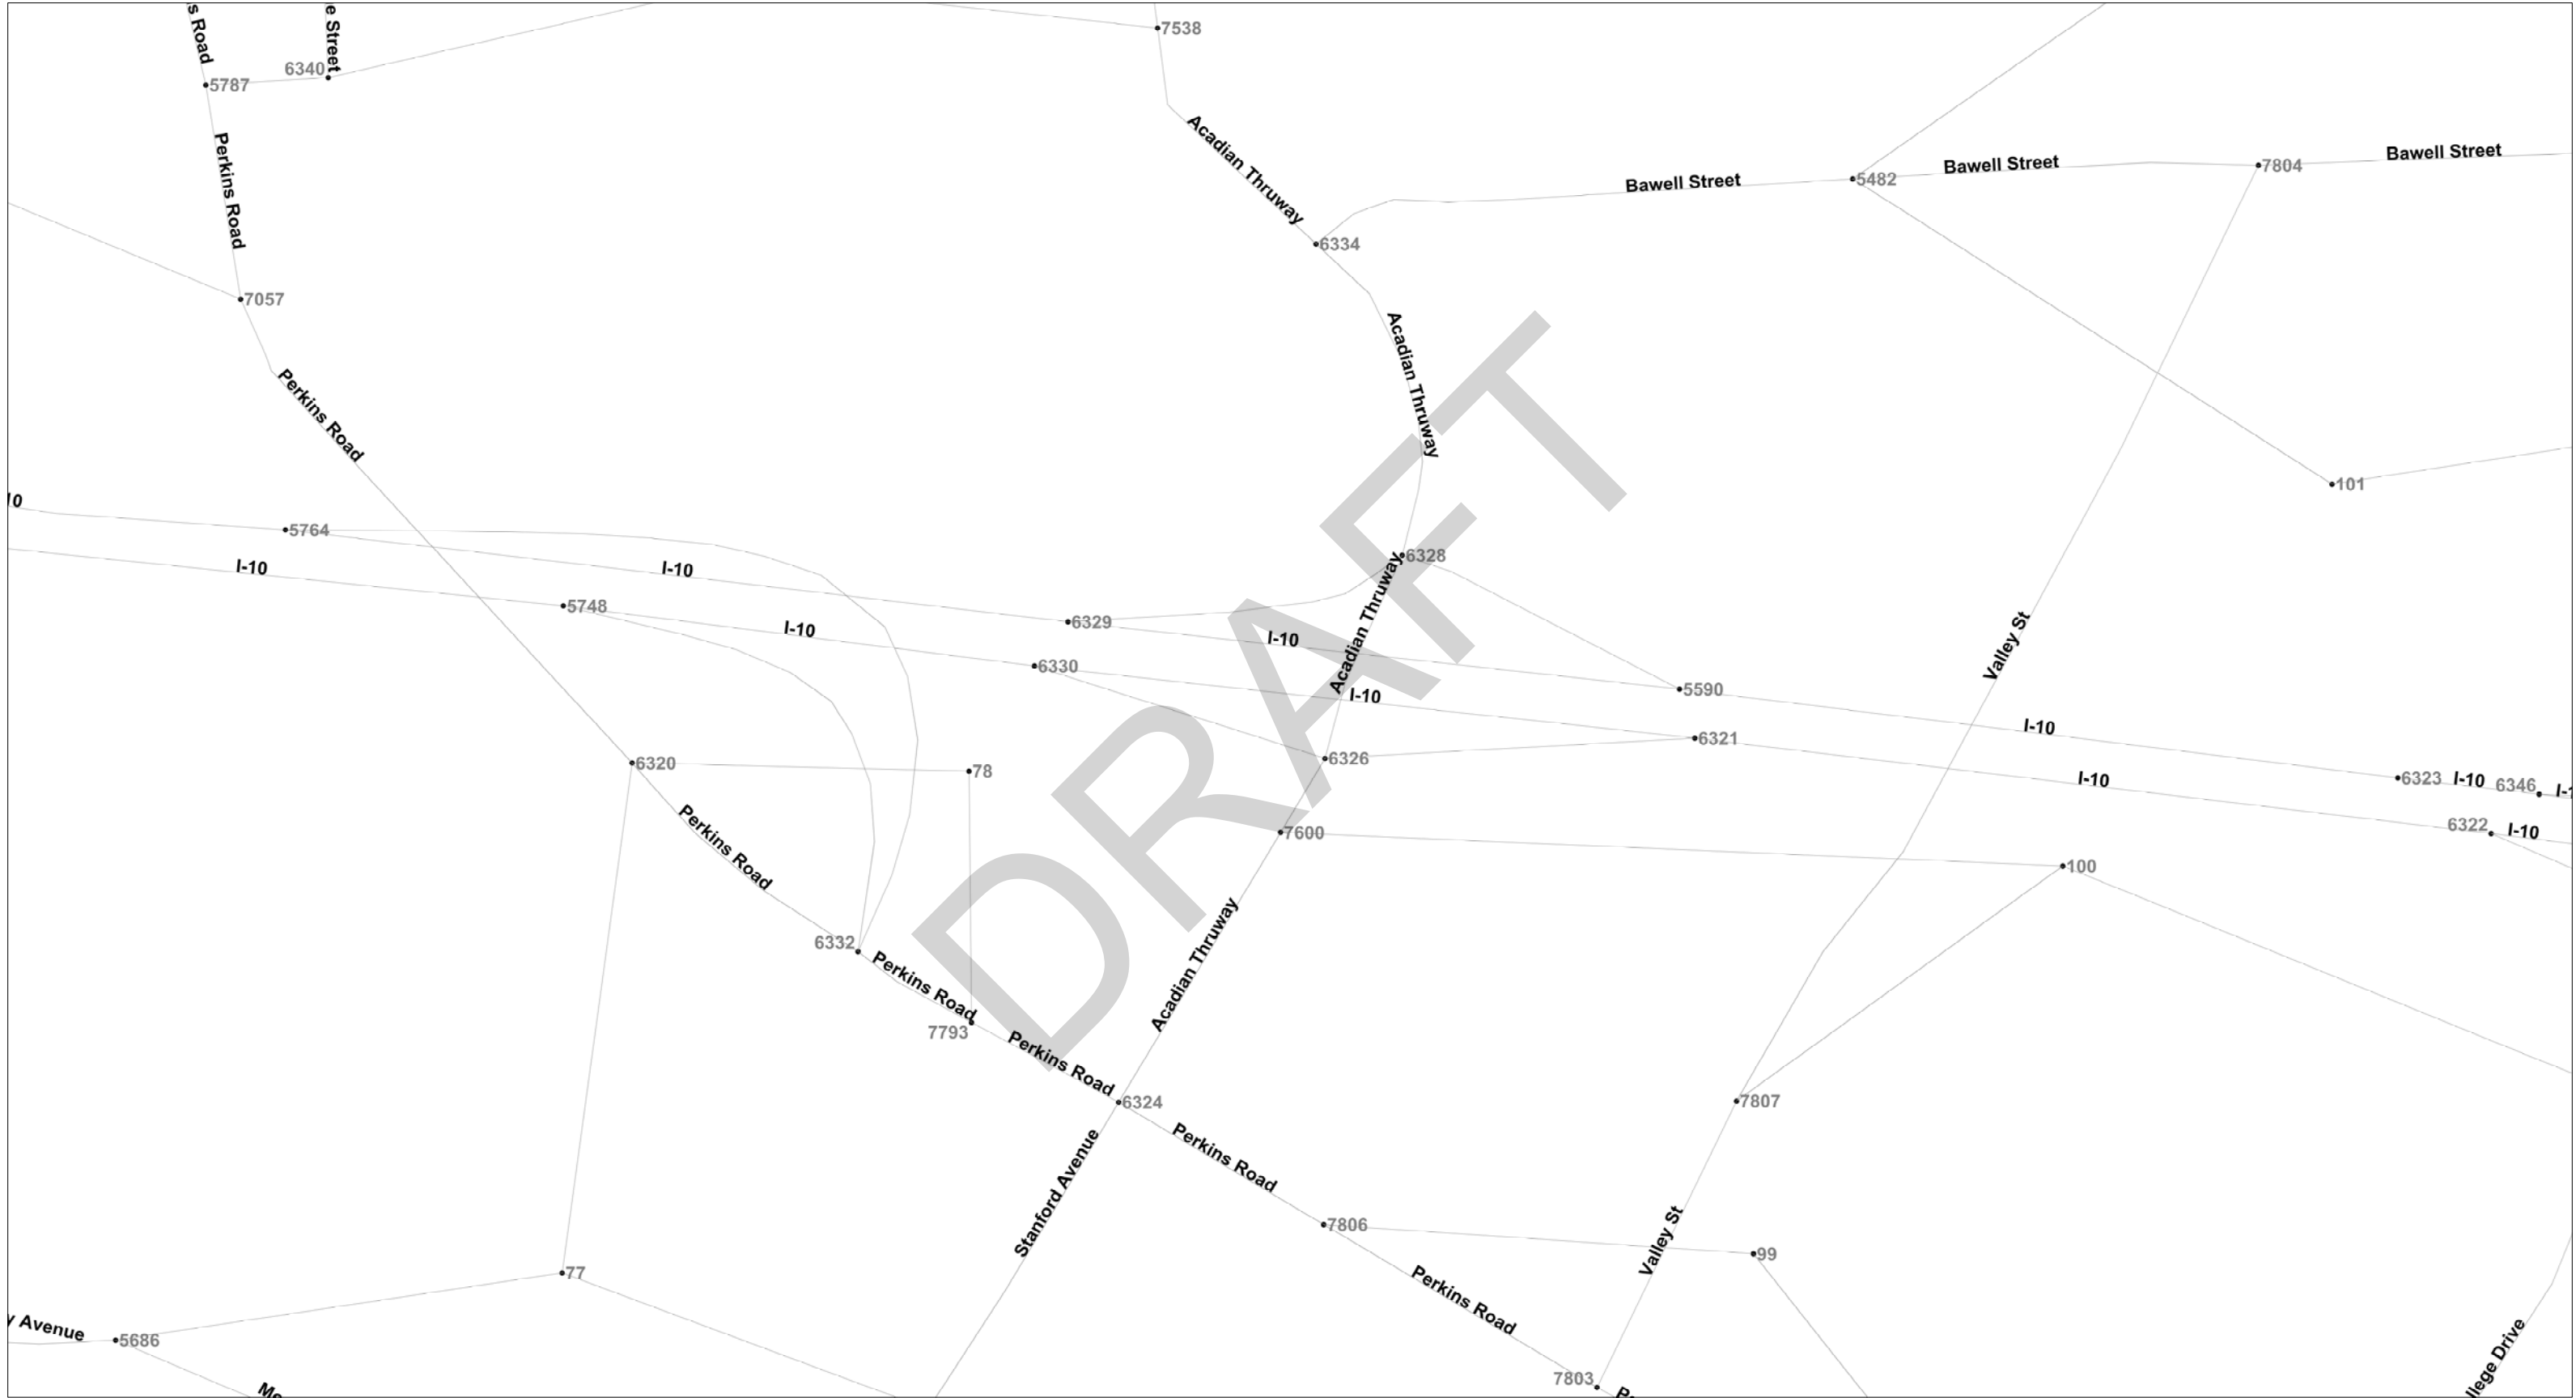 s Road
e Street
7538
6340
5787
Perkins Road
Acadian Thruway
Bawell Street
Bawell Street
Bawell Street
5482
7804
6334
7057
Acadian Thruway
Perkins Road
101
10
5764
I-10
I-10
6328
5748
I-10
6329
I-10
Acadian Thruway
Valley St
6330
I-10
5590
I-10
6321
6320
78
6326
I-10
6323
I-10
6346
I-1
Perkins Road
7600
6322
I-10
100
DRAFT
6332
Perkins Road
Acadian Thruway
7793
Perkins Road
6324
7807
Stanford Avenue
Perkins Road
7806
Valley St
99
77
Perkins Road
y Avenue
5686
llege Drive
7803